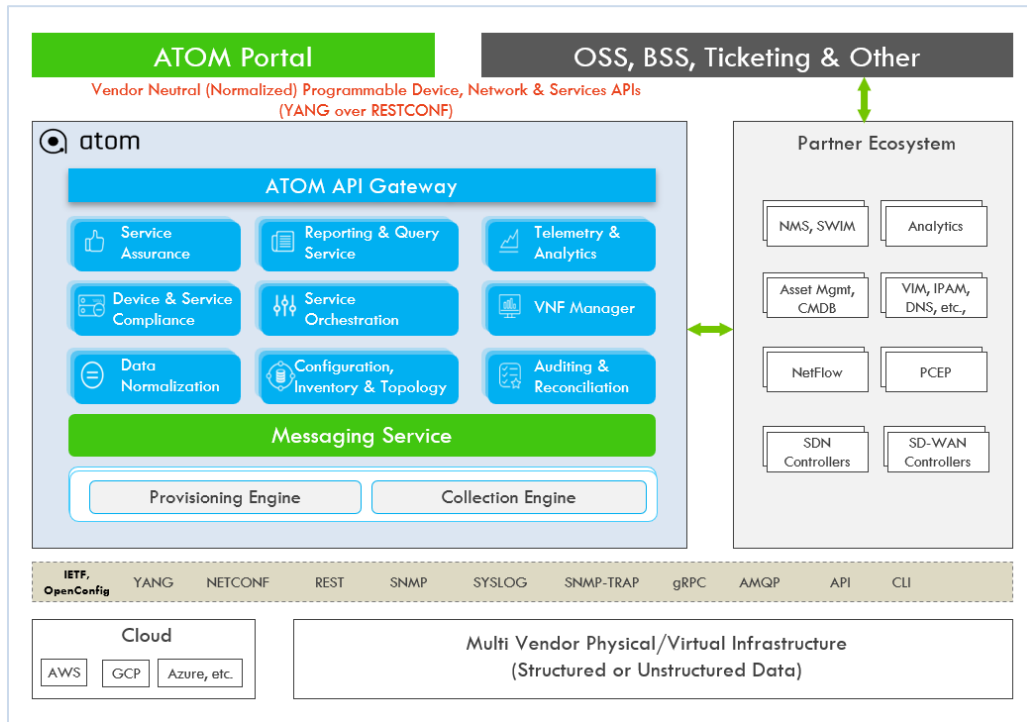 ATOM Portal
OSS, BSS, Ticketing & Other
Vendor Neutral (Normalized) Programmable Device, Network & Services APIs
(YANG over RESTCONF)
atom
ATOM API Gateway
Service
Assurance
Reporting & Query
Service
Telemetry &
Analytics
Device & Service
Compliance
Service
Orchestration
VNF Manager
Data
Normalization
Configuration,
Inventory & Topology
Auditing &
Reconciliation
Messaging Service
Provisioning Engine
Collection Engine
Partner Ecosystem
NMS, SWIM
Analytics
Asset Mgmt,
CMDB
VIM, IPAM,
DNS, etc.,
NetFlow
PCEP
SDN
Controllers
SD-WAN
Controllers
IETF,
OpenConfig
YANG
NETCONF
REST
SNMP
SYSLOG
SNMP-TRAP
gRPC
AMQP
API
CLI
Cloud
AWS
GCP
Azure, etc.
Multi Vendor Physical/Virtual Infrastructure
(Structured or Unstructured Data)